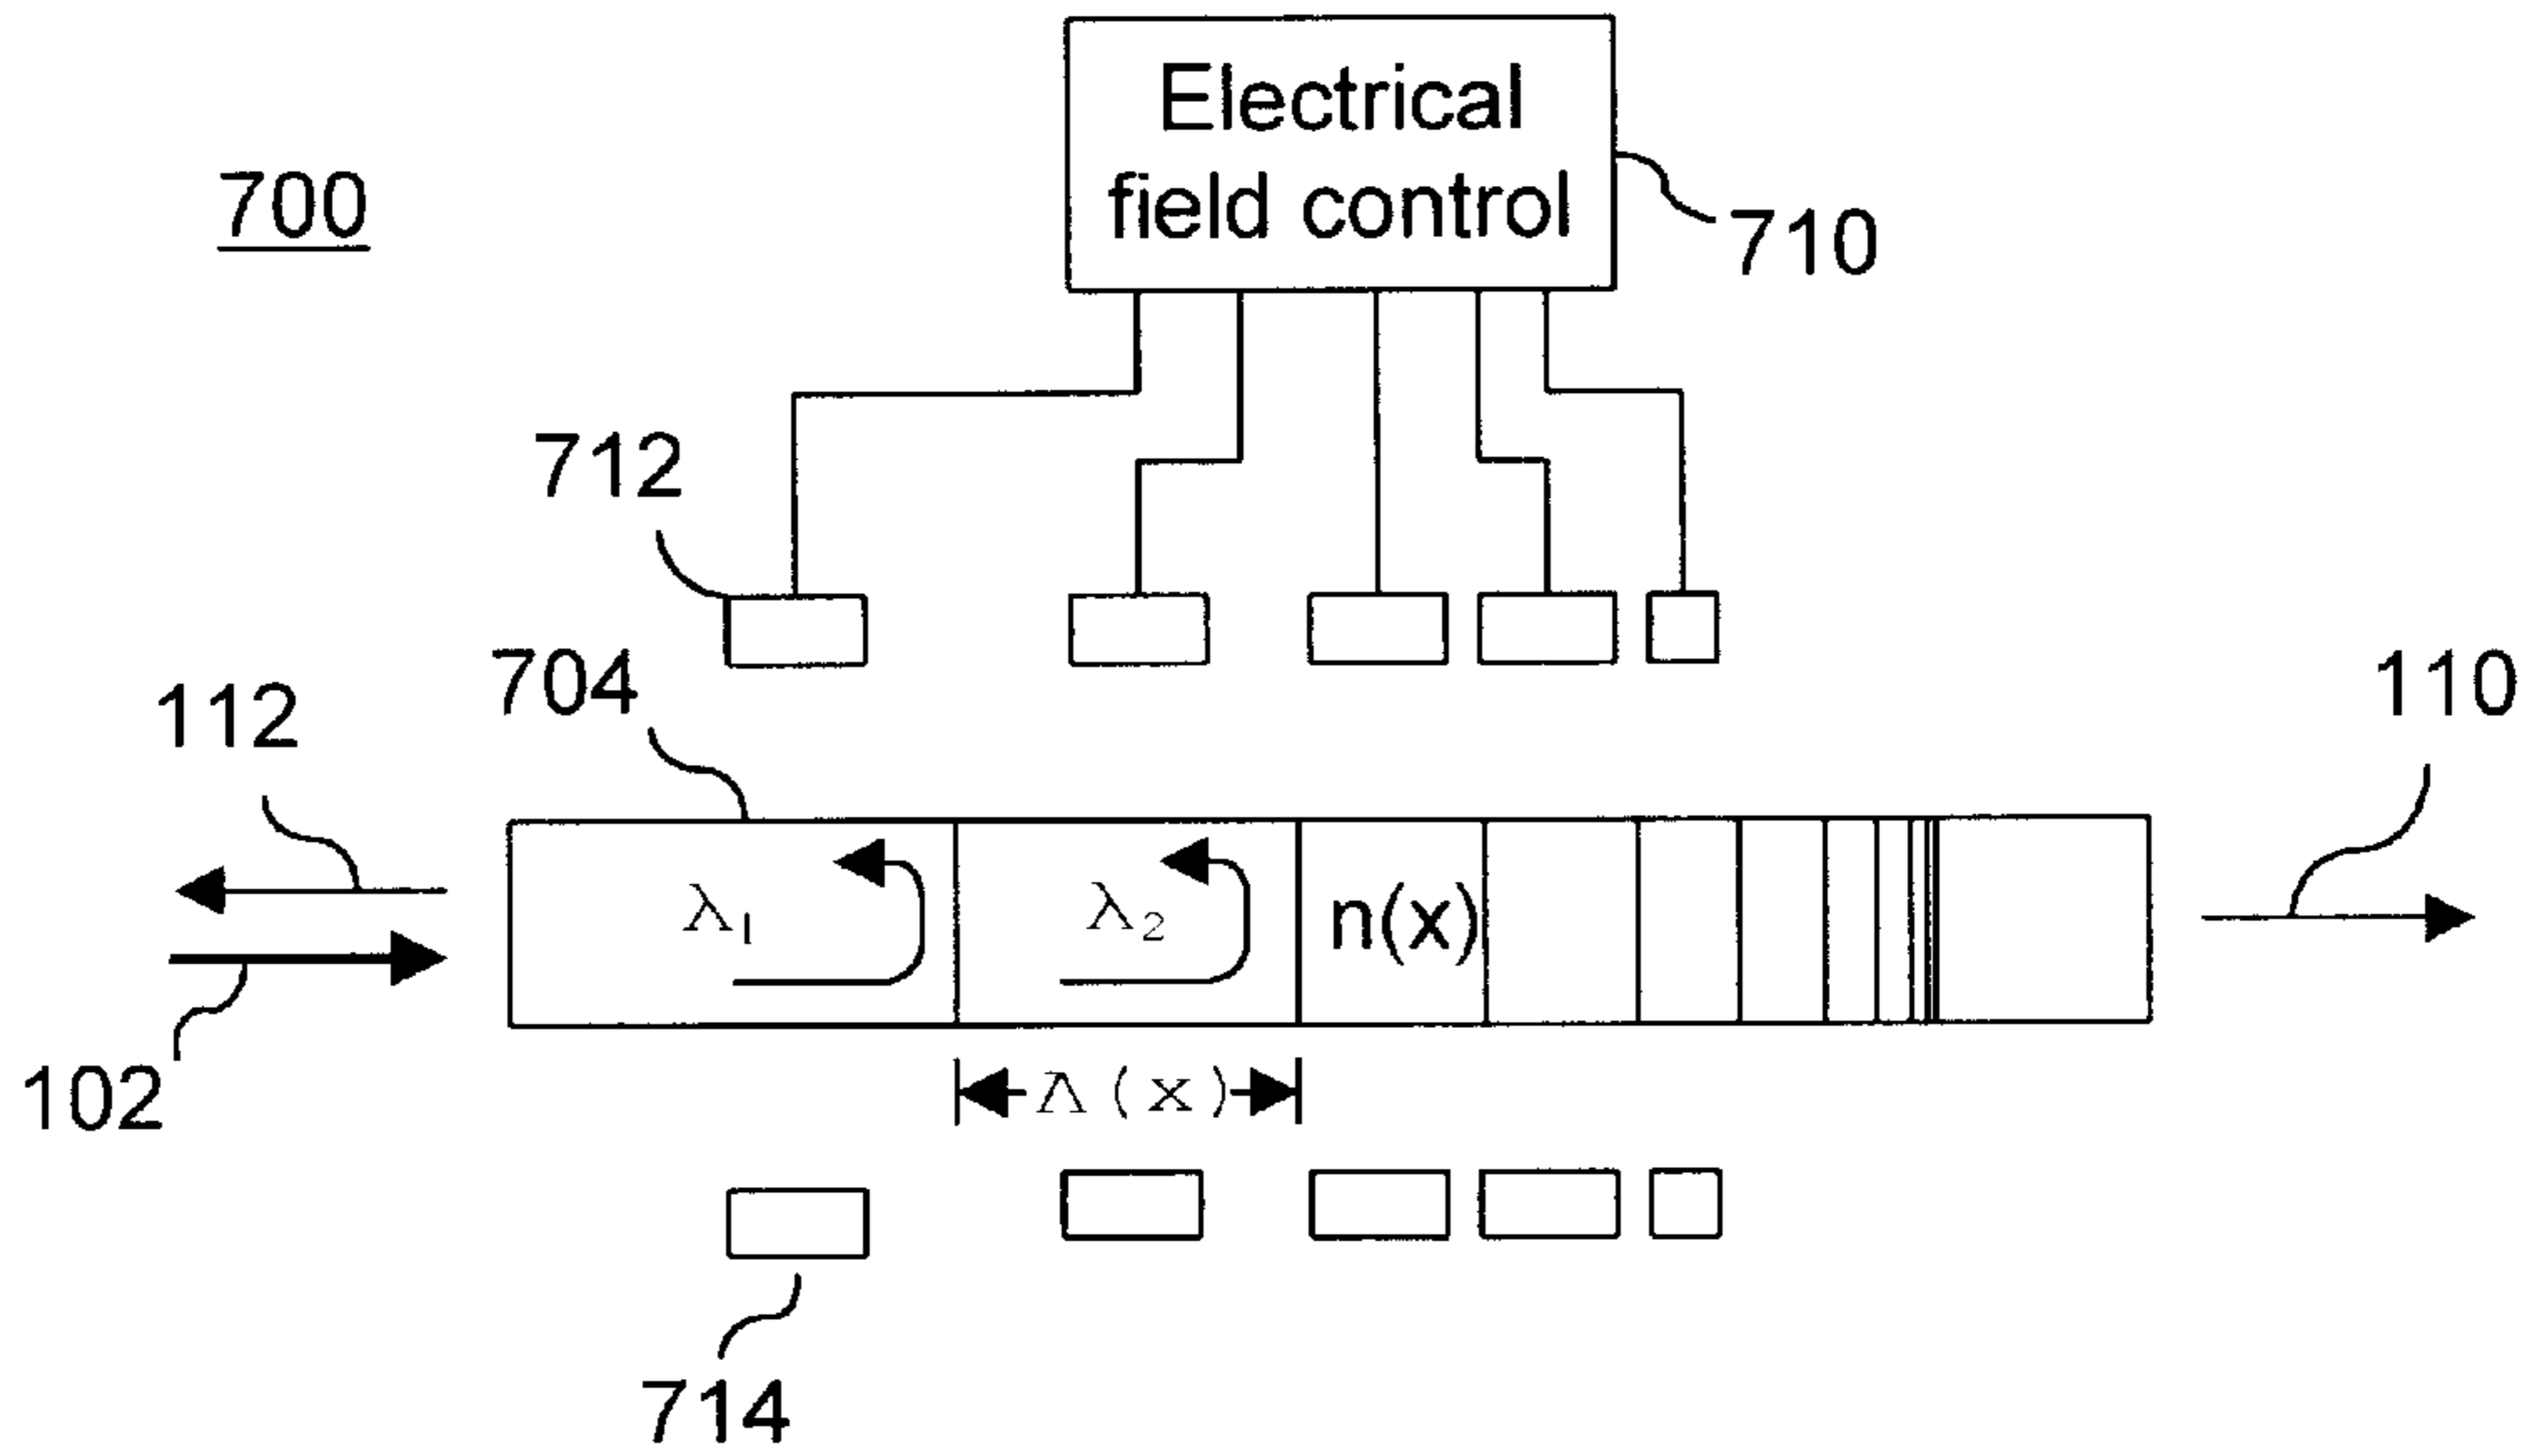 Electrical
field control
700
710
712
704
112
110
λ₁
λ₂
n(x)
102
Λ(x)
714